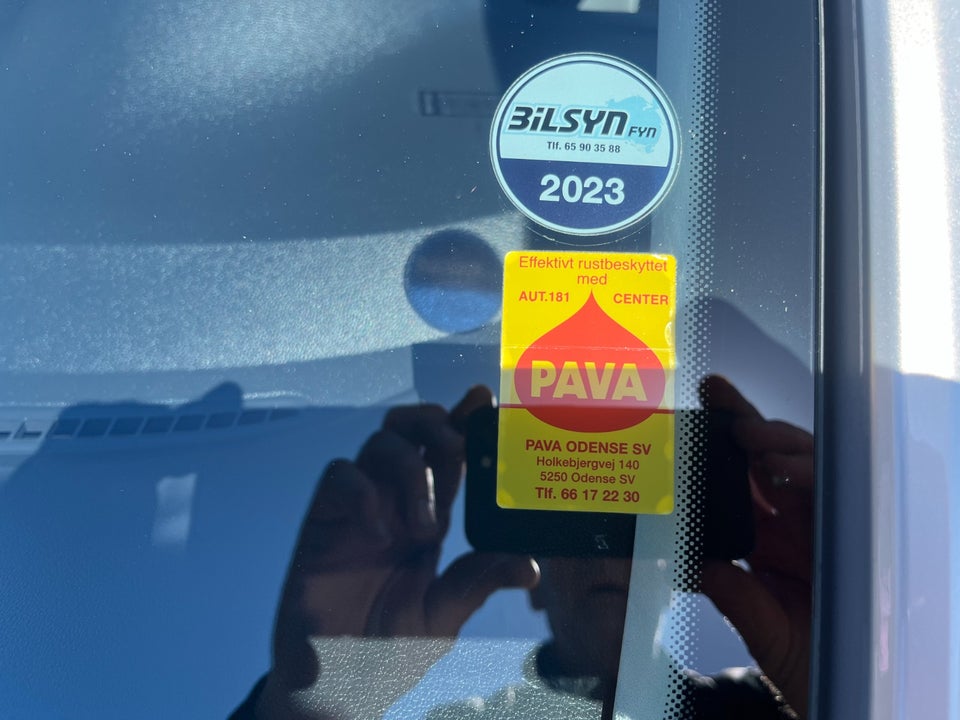 BiLSYN FYN
Tlf. 65 90 35 88
2023
Effektivt rustbeskyttet
med
AUT.181 CENTER
PAVA
PAVA ODENSE SV
Holkebjergvej 140
5250 Odense SV
Tlf. 66 17 22 30